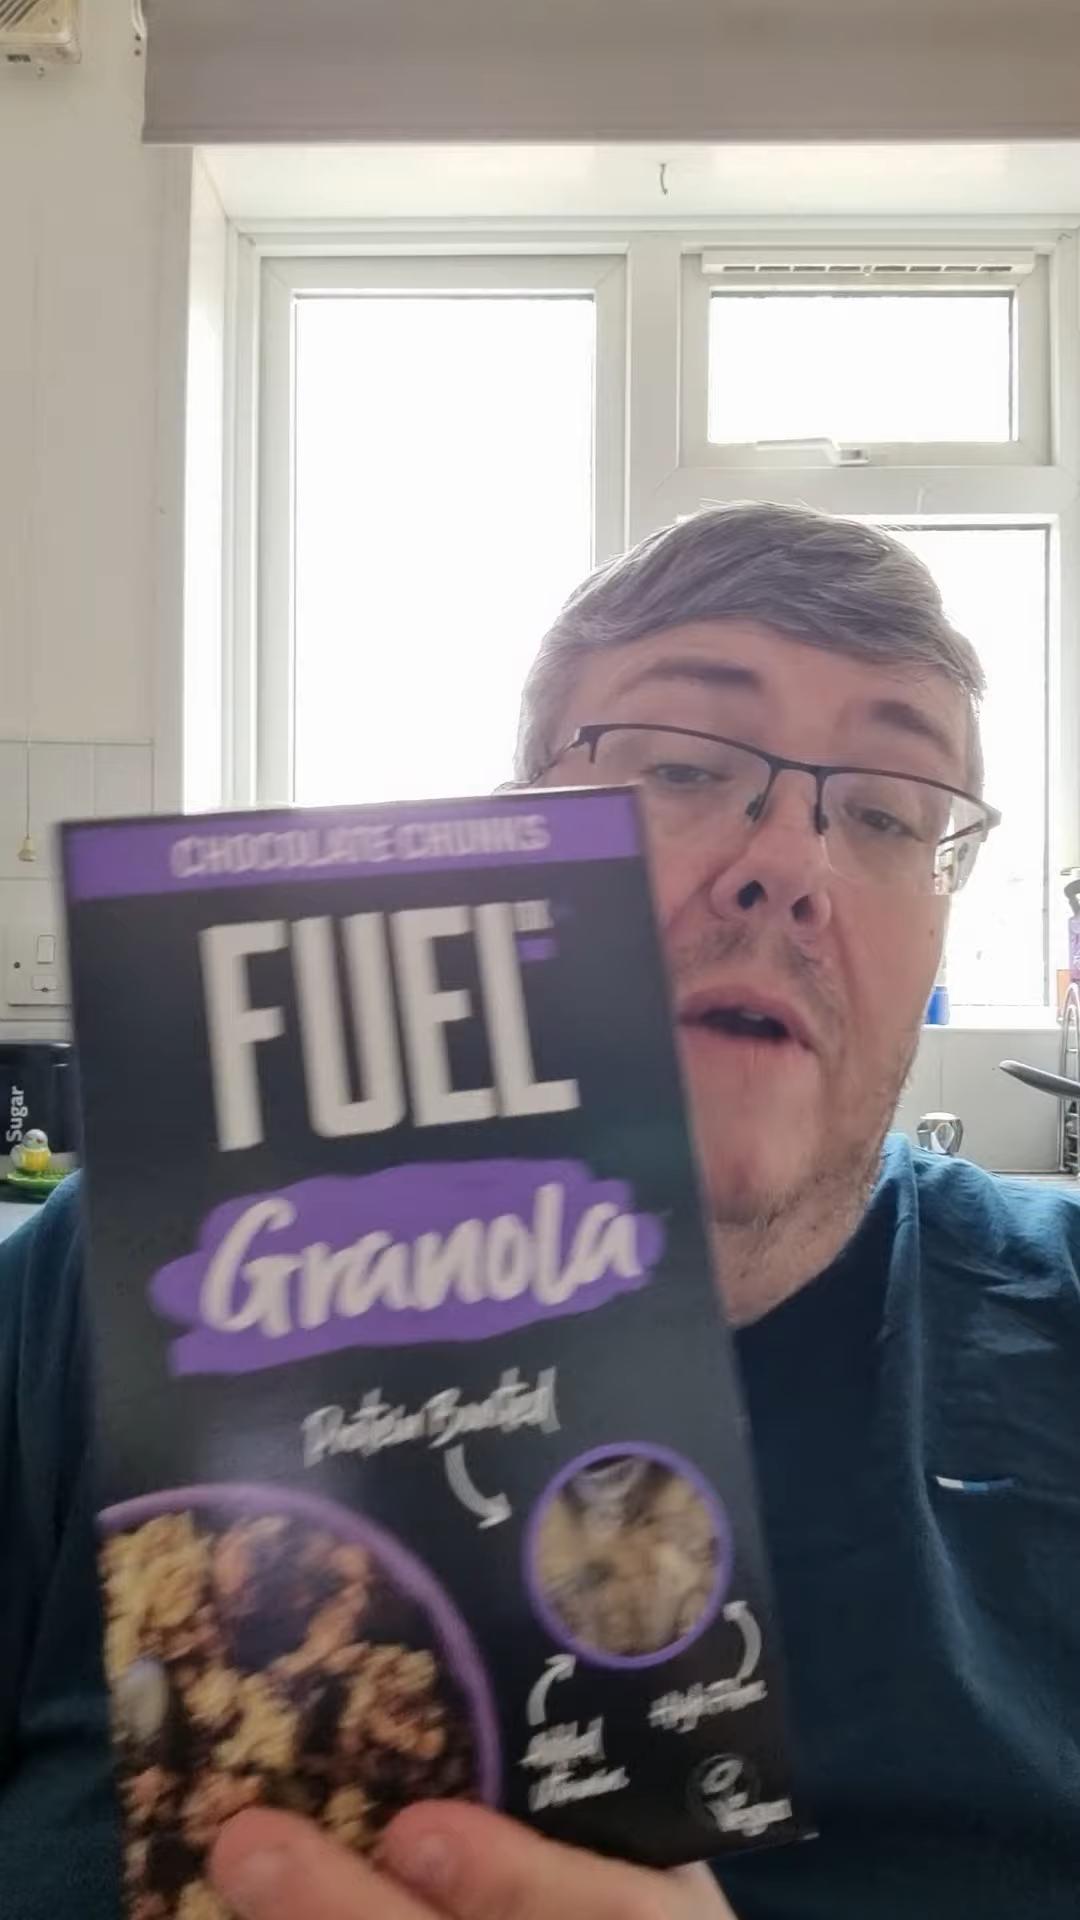 CHOCOLATE CHUNKS
FUEL
Granola
Protein Boosted
High Fibre
Added
Vitamins
Vegan
Sugar